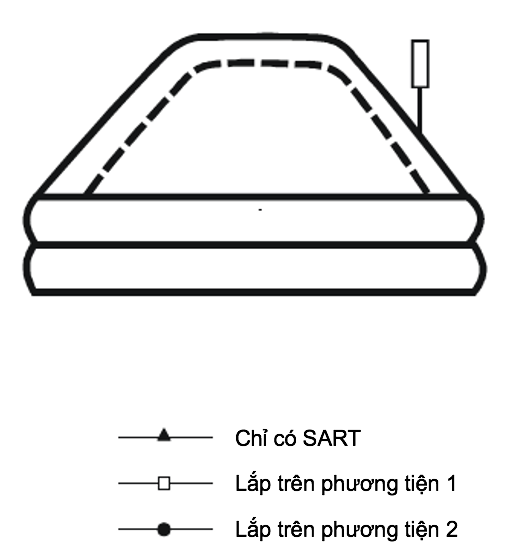 Chỉ có SART
Lắp trên phương tiện 1
Lắp trên phương tiện 2